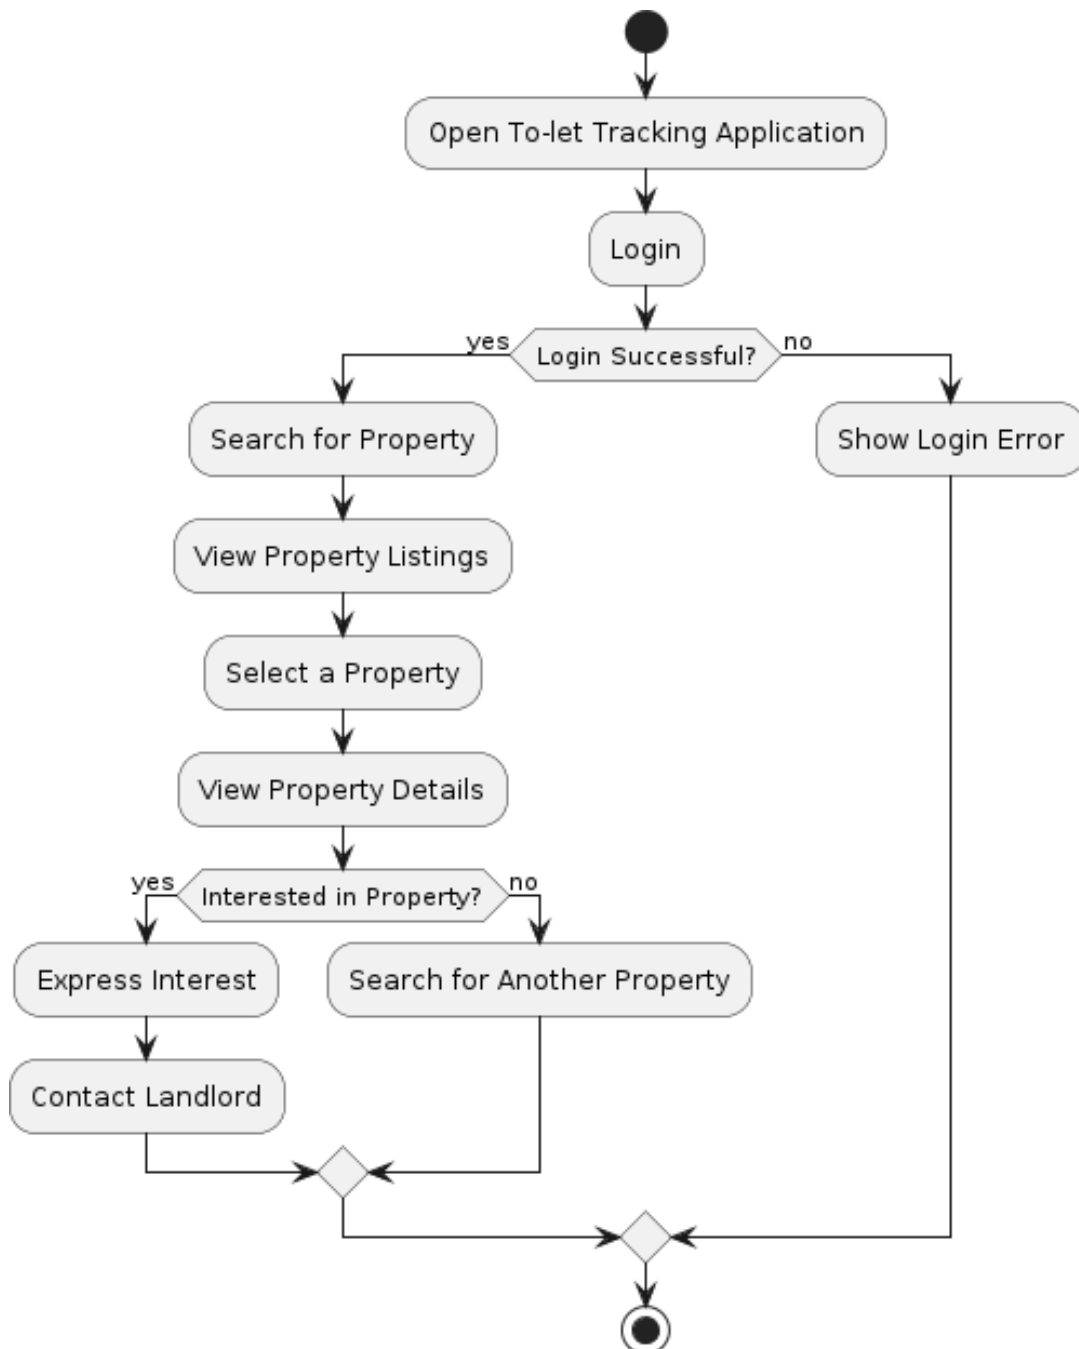 Open To-let Tracking Application
Login
yes
Login Successful?
no
Search for Property
Show Login Error
View Property Listings
Select a Property
View Property Details
yes
Interested in Property?
no
Express Interest
Search for Another Property
Contact Landlord